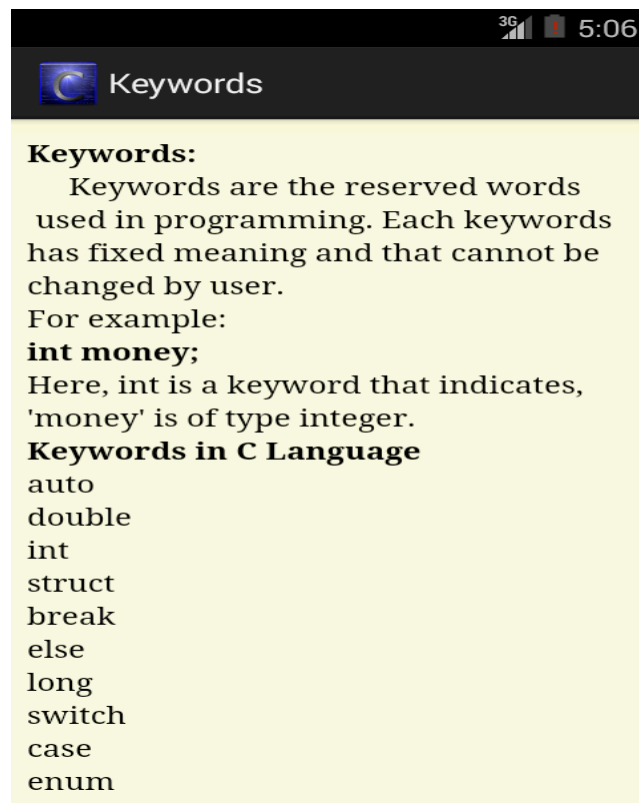 3G 5:06
C Keywords
Keywords:
Keywords are the reserved words
used in programming. Each keywords
has fixed meaning and that cannot be
changed by user.
For example:
int money;
Here, int is a keyword that indicates,
'money' is of type integer.
Keywords in C Language
auto
double
int
struct
break
else
long
switch
case
enum